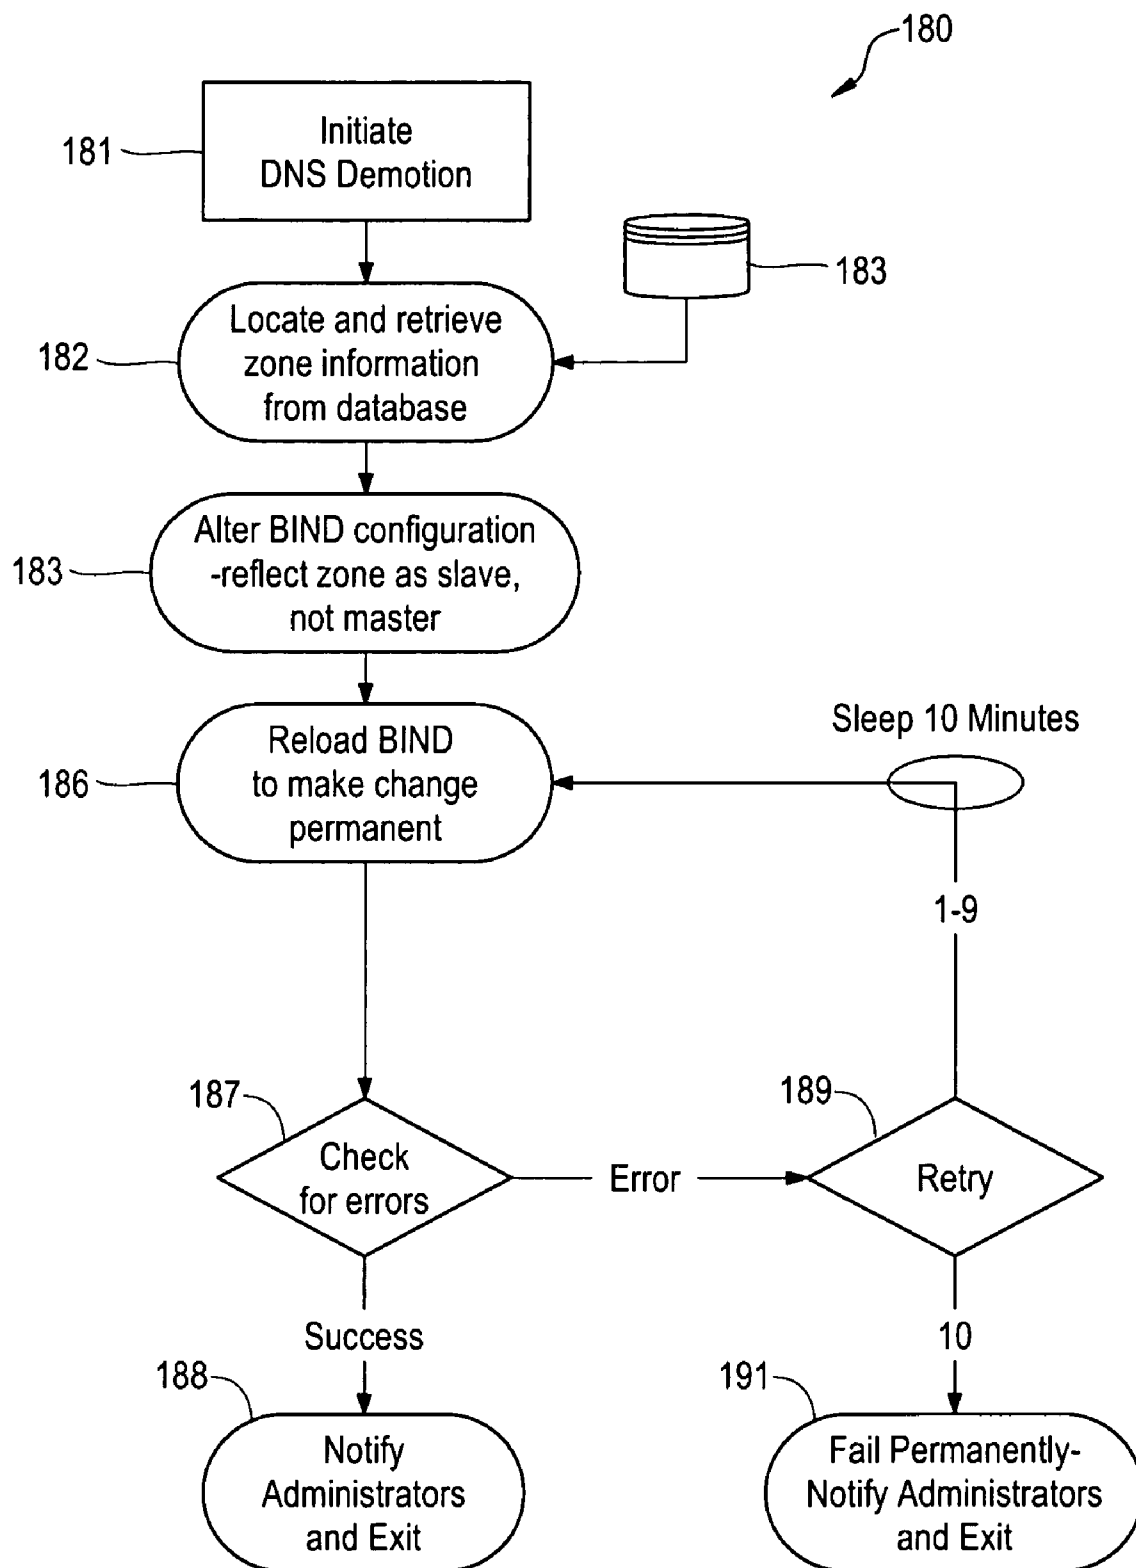 180
181
Initiate
DNS Demotion
183
182
Locate and retrieve
zone information
from database
183
Alter BIND configuration
-reflect zone as slave,
not master
Sleep 10 Minutes
186
Reload BIND
to make change
permanent
1-9
187
189
Check
for errors
Error
Retry
Success
10
188
191
Notify
Administrators
and Exit
Fail Permanently-
Notify Administrators
and Exit